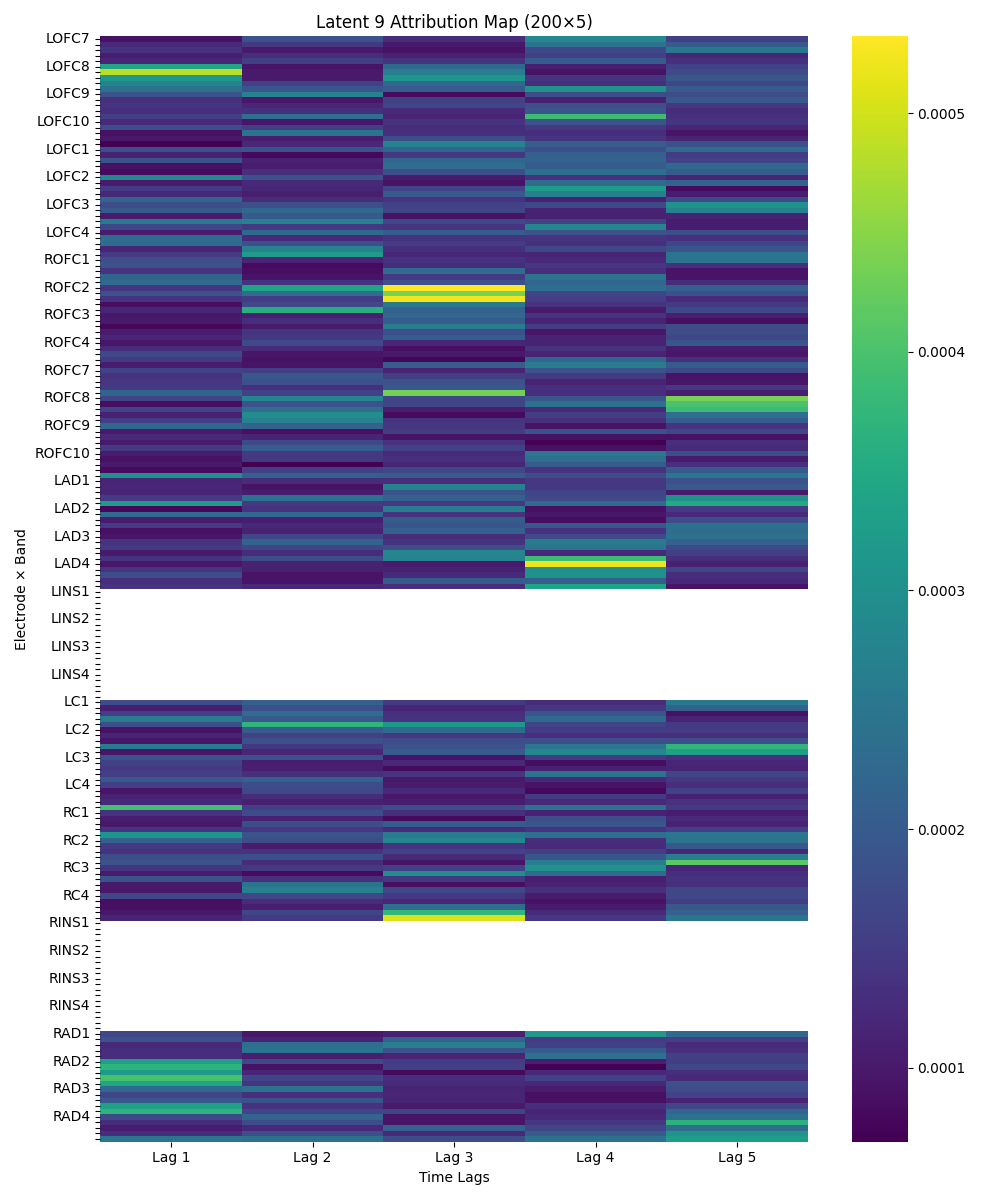 Latent 9 Attribution Map (200×5)
LOFC7
LOFC8
LOFC9
LOFC10
LOFC1
LOFC2
LOFC3
LOFC4
ROFC1
ROFC2
ROFC3
ROFC4
ROFC7
ROFC8
ROFC9
ROFC10
LAD1
LAD2
LAD3
LAD4
LINS1
LINS2
LINS3
LINS4
LC1
LC2
LC3
LC4
RC1
RC2
RC3
RC4
RINS1
RINS2
RINS3
RINS4
RAD1
RAD2
RAD3
RAD4
Electrode × Band
Lag 1 Lag 2 Lag 3 Lag 4 Lag 5
Time Lags
0.0005
0.0004
0.0003
0.0002
0.0001